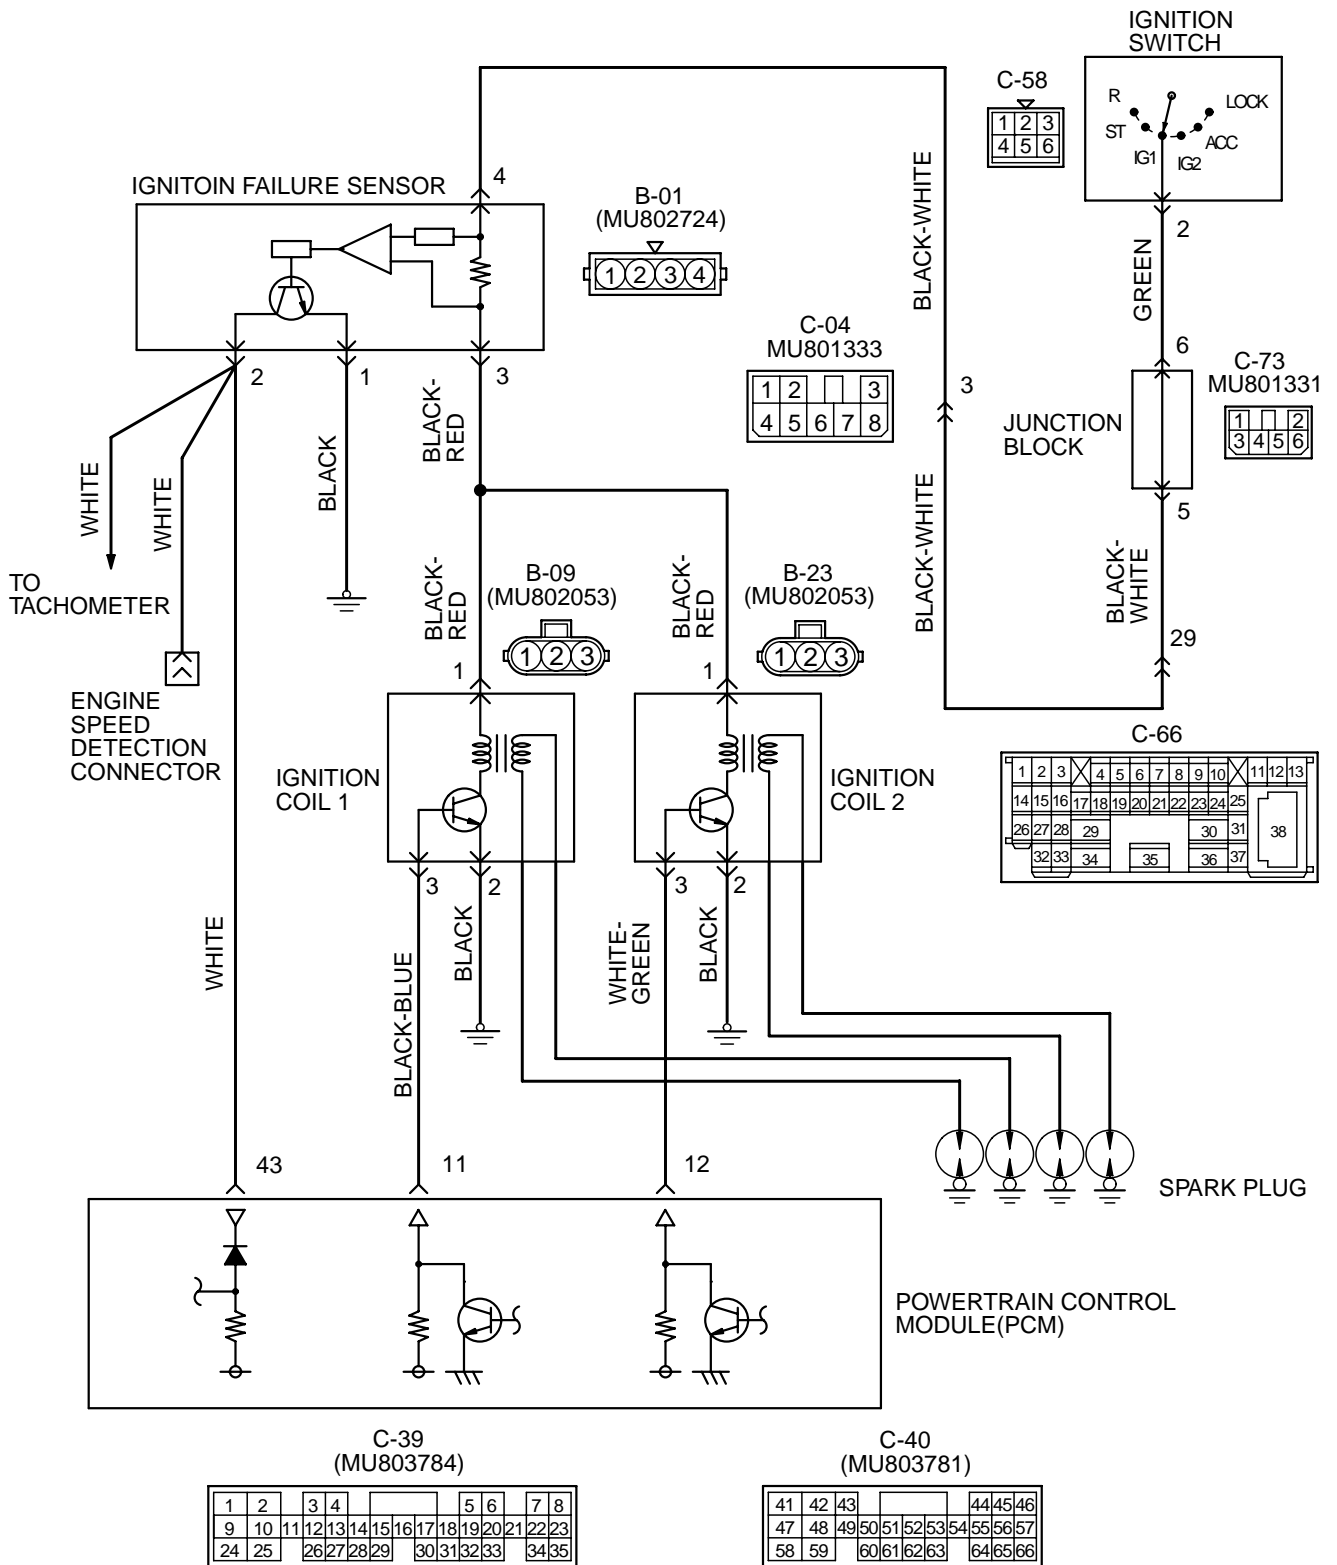 IGNITION
SWITCH
C-58
1 2 3
4 5 6
R
ST
IG1
IG2
ACC
LOCK
2
GREEN
6
C-73
MU801331
1 2
3 4 5 6
JUNCTION
BLOCK
5
BLACK-
WHITE
29
IGNITOIN FAILURE SENSOR
4
B-01
(MU802724)
1 2 3 4
BLACK-WHITE
C-04
MU801333
1 2 3
4 5 6 7 8
3
BLACK-WHITE
2
1
3
WHITE
WHITE
BLACK
BLACK-
RED
TO
TACHOMETER
ENGINE
SPEED
DETECTION
CONNECTOR
BLACK-
RED
B-09
(MU802053)
1 2 3
BLACK-
RED
B-23
(MU802053)
1 2 3
1
1
IGNITION
COIL 1
IGNITION
COIL 2
C-66
1 2 3 4 5 6 7 8 9 10 11 12 13
14 15 16 17 18 19 20 21 22 23 24 25
26 27 28 29 30 31 38
32 33 34 35 36 37
3
2
3
2
WHITE
BLACK-BLUE
BLACK
WHITE-
GREEN
BLACK
43
11
12
SPARK PLUG
POWERTRAIN CONTROL
MODULE(PCM)
C-39
(MU803784)
1 2 3 4 5 6 7 8
9 10 11 12 13 14 15 16 17 18 19 20 21 22 23
24 25 26 27 28 29 30 31 32 33 34 35
C-40
(MU803781)
41 42 43 44 45 46
47 48 49 50 51 52 53 54 55 56 57
58 59 60 61 62 63 64 65 66